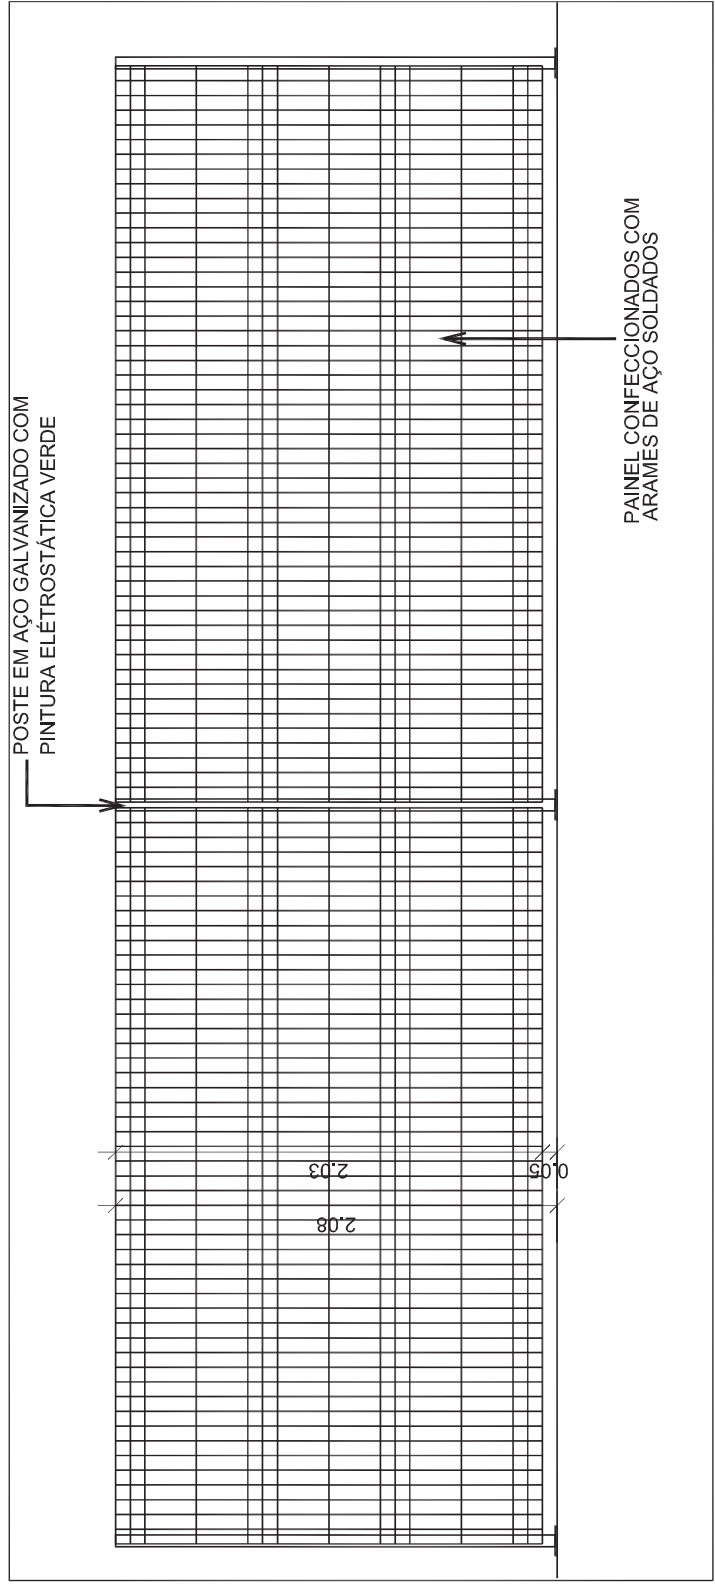 POSTE EM AÇO GALVANIZADO COM
PINTURA ELÉTROSTÁTICA VERDE
PAINEL CONFECCIONADOS COM
ARAMES DE AÇO SOLDADOS
2.03
0.05
2.08